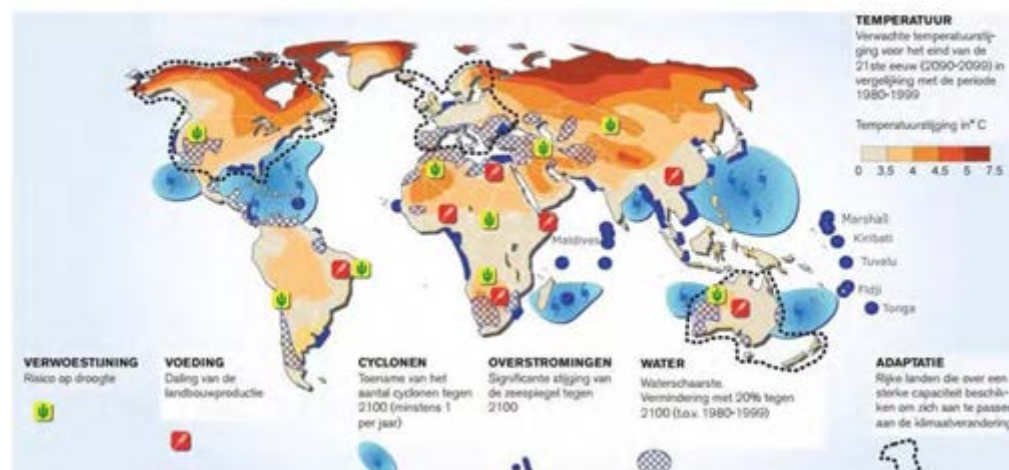 TEMPERATUUR
Verwachte temperatuurstij-
ging voor het eind van de
21ste eeuw (2090-2099) in
vergelijking met de periode
1980-1999
Temperatuurstijging in° C
0 3.5 4 4.5 5 7.5
Marshall
Kiribati
Tuvalu
Fidji
Tonga
Maldives
VERWOESTIJNING
Risico op droogte
VOEDING
Daling van de
landbouwproductie
CYCLONEN
Toename van het
aantal cyclonen tegen
2100 (minstens 1
per jaar)
OVERSTROMINGEN
Significante stijging van
de zeespiegel tegen
2100
WATER
Waterschaarste.
Vermindering met 20% tegen
2100 (t.o.v. 1980-1999)
ADAPTATIE
Rijke landen die over een
sterke capaciteit beschik-
ken om zich aan te passen
aan de klimaatverandering